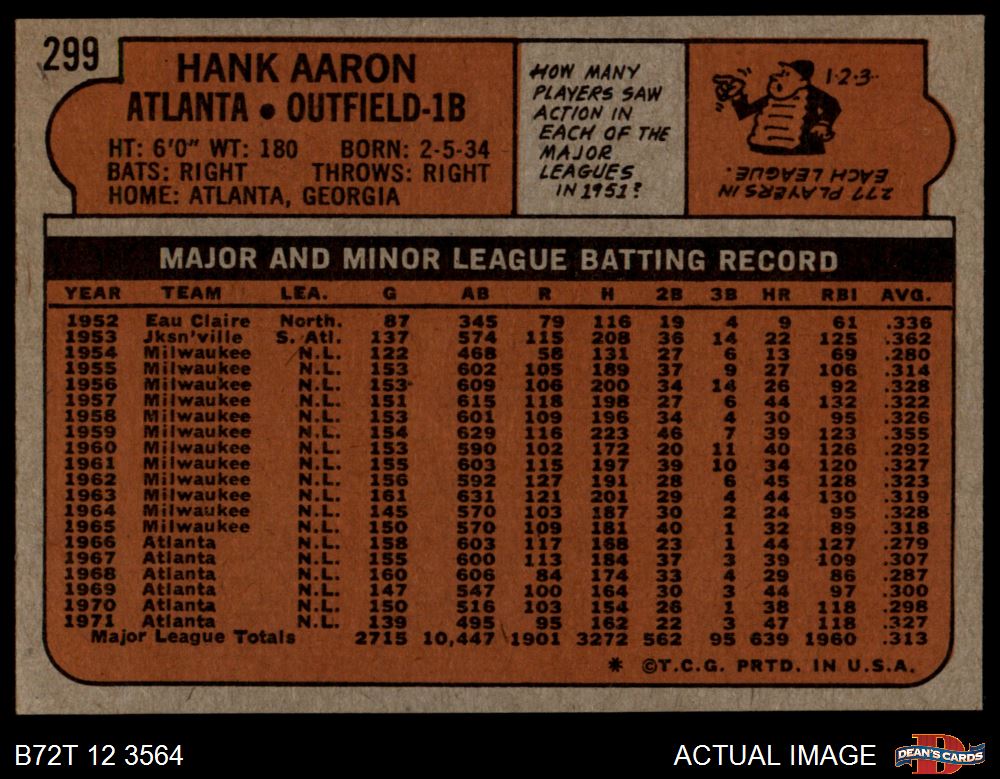 299
HANK AARON
ATLANTA • OUTFIELD-1B
HT: 6'0" WT: 180 BORN: 2-5-34
BATS: RIGHT THROWS: RIGHT
HOME: ATLANTA, GEORGIA
HOW MANY
PLAYERS SAW
ACTION IN
EACH OF THE
MAJOR
LEAGUES
IN 1951?
1-2-3-
277 PLAYERS IN
EACH LEAGUE.
MAJOR AND MINOR LEAGUE BATTING RECORD
YEAR TEAM LEA. G AB R H 2B 3B HR RBI AVG.
1952 Eau Claire North. 87 345 79 116 19 4 9 61 .336
1953 Jksn'ville S. Atl. 137 574 115 208 36 14 22 125 .362
1954 Milwaukee N.L. 122 468 58 131 27 6 13 69 .280
1955 Milwaukee N.L. 153 602 105 189 37 9 27 106 .314
1956 Milwaukee N.L. 153 609 106 200 34 14 26 92 .328
1957 Milwaukee N.L. 151 615 118 198 27 6 44 132 .322
1958 Milwaukee N.L. 153 601 109 196 34 4 30 95 .326
1959 Milwaukee N.L. 154 629 116 223 46 7 39 123 .355
1960 Milwaukee N.L. 153 590 102 172 20 11 40 126 .292
1961 Milwaukee N.L. 155 603 115 197 39 10 34 120 .327
1962 Milwaukee N.L. 156 592 127 191 28 6 45 128 .323
1963 Milwaukee N.L. 161 631 121 201 29 4 44 130 .319
1964 Milwaukee N.L. 145 570 103 187 30 2 24 95 .328
1965 Milwaukee N.L. 150 570 109 181 40 1 32 89 .318
1966 Atlanta N.L. 158 603 117 168 23 1 44 127 .279
1967 Atlanta N.L. 155 600 113 184 37 3 39 109 .307
1968 Atlanta N.L. 160 606 84 174 33 4 29 86 .287
1969 Atlanta N.L. 147 547 100 164 30 3 44 97 .300
1970 Atlanta N.L. 150 516 103 154 26 1 38 118 .298
1971 Atlanta N.L. 139 495 95 162 22 3 47 118 .327
Major League Totals 2715 10,447 1901 3272 562 95 639 1960 .313
* ©T.C.G. PRTD. IN U.S.A.
B72T 12 3564
ACTUAL IMAGE
DEAN'S CARDS